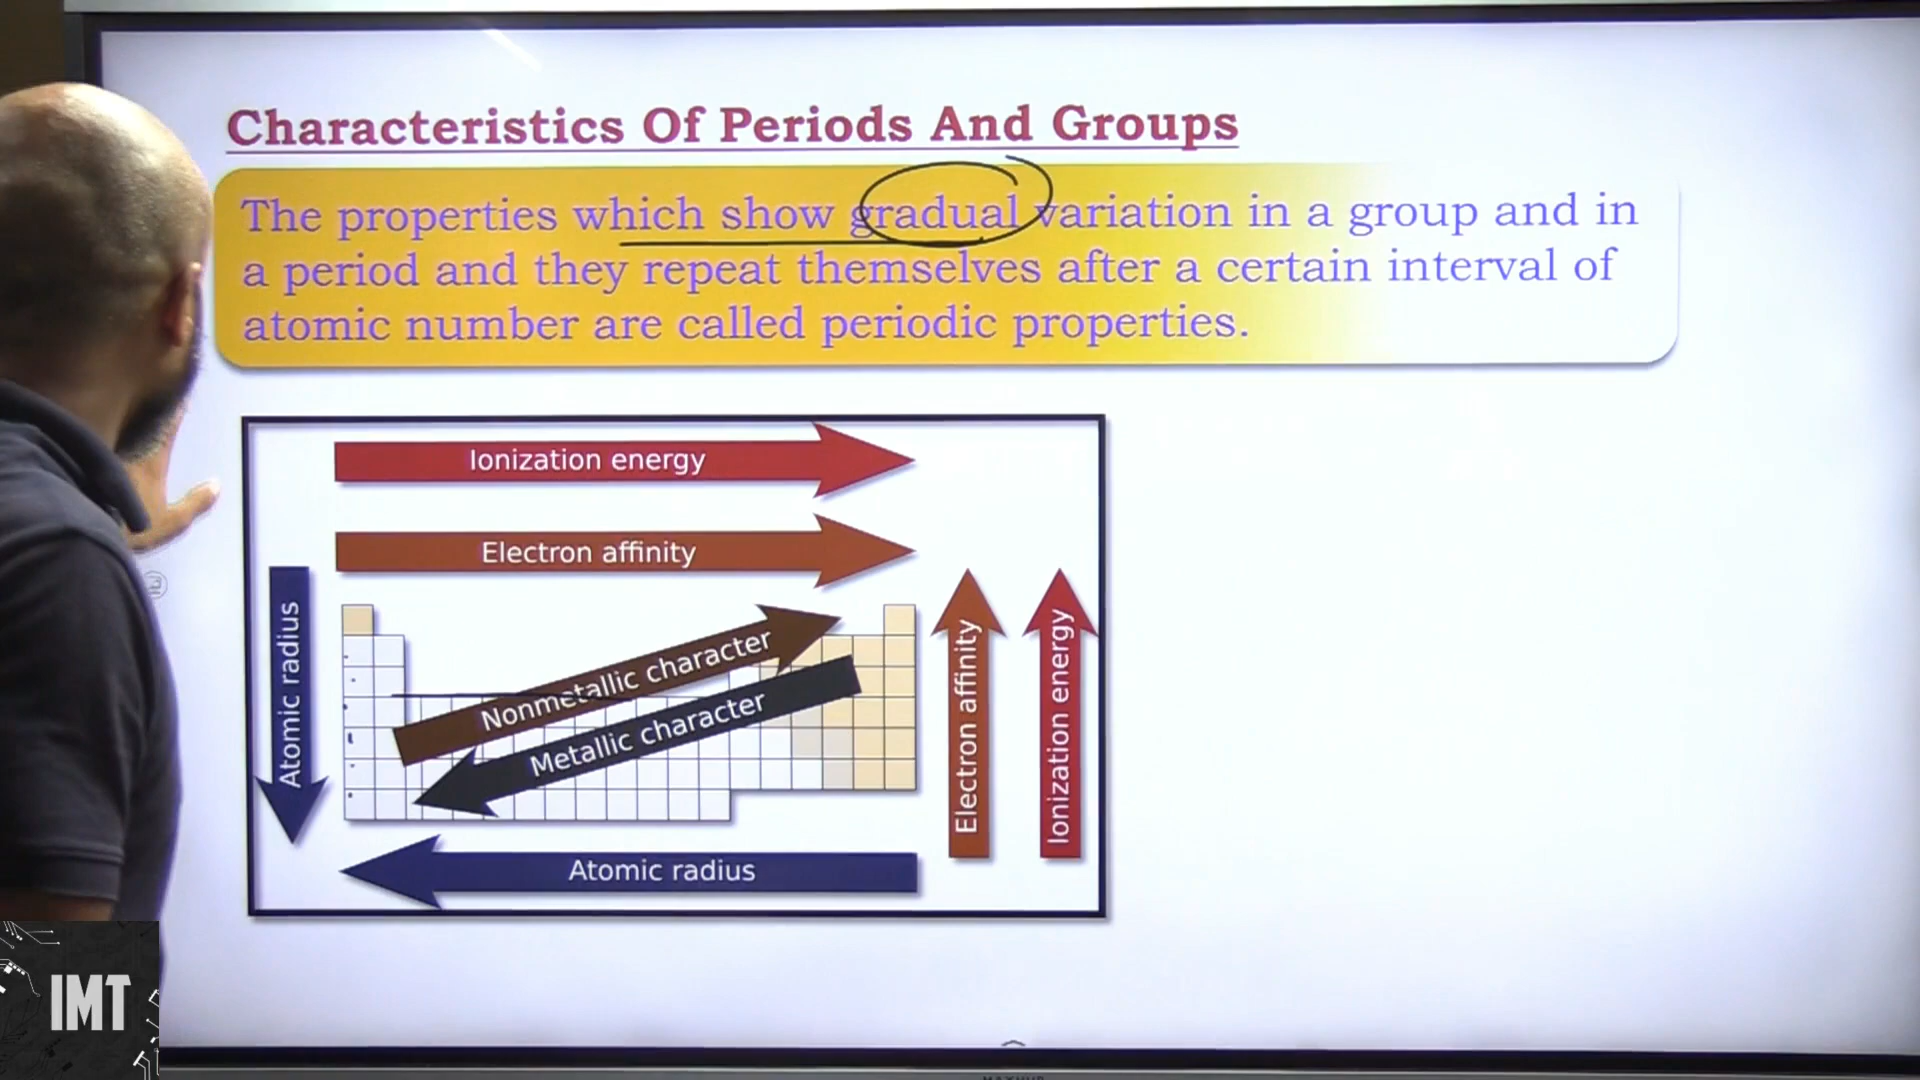 Characteristics Of Periods And Groups
The properties which show gradual variation in a group and in
a period and they repeat themselves after a certain interval of
atomic number are called periodic properties.
Ionization energy
Electron affinity
Atomic radius
Nonmetallic character
Metallic character
Electron affinity
Ionization energy
Atomic radius
IMT